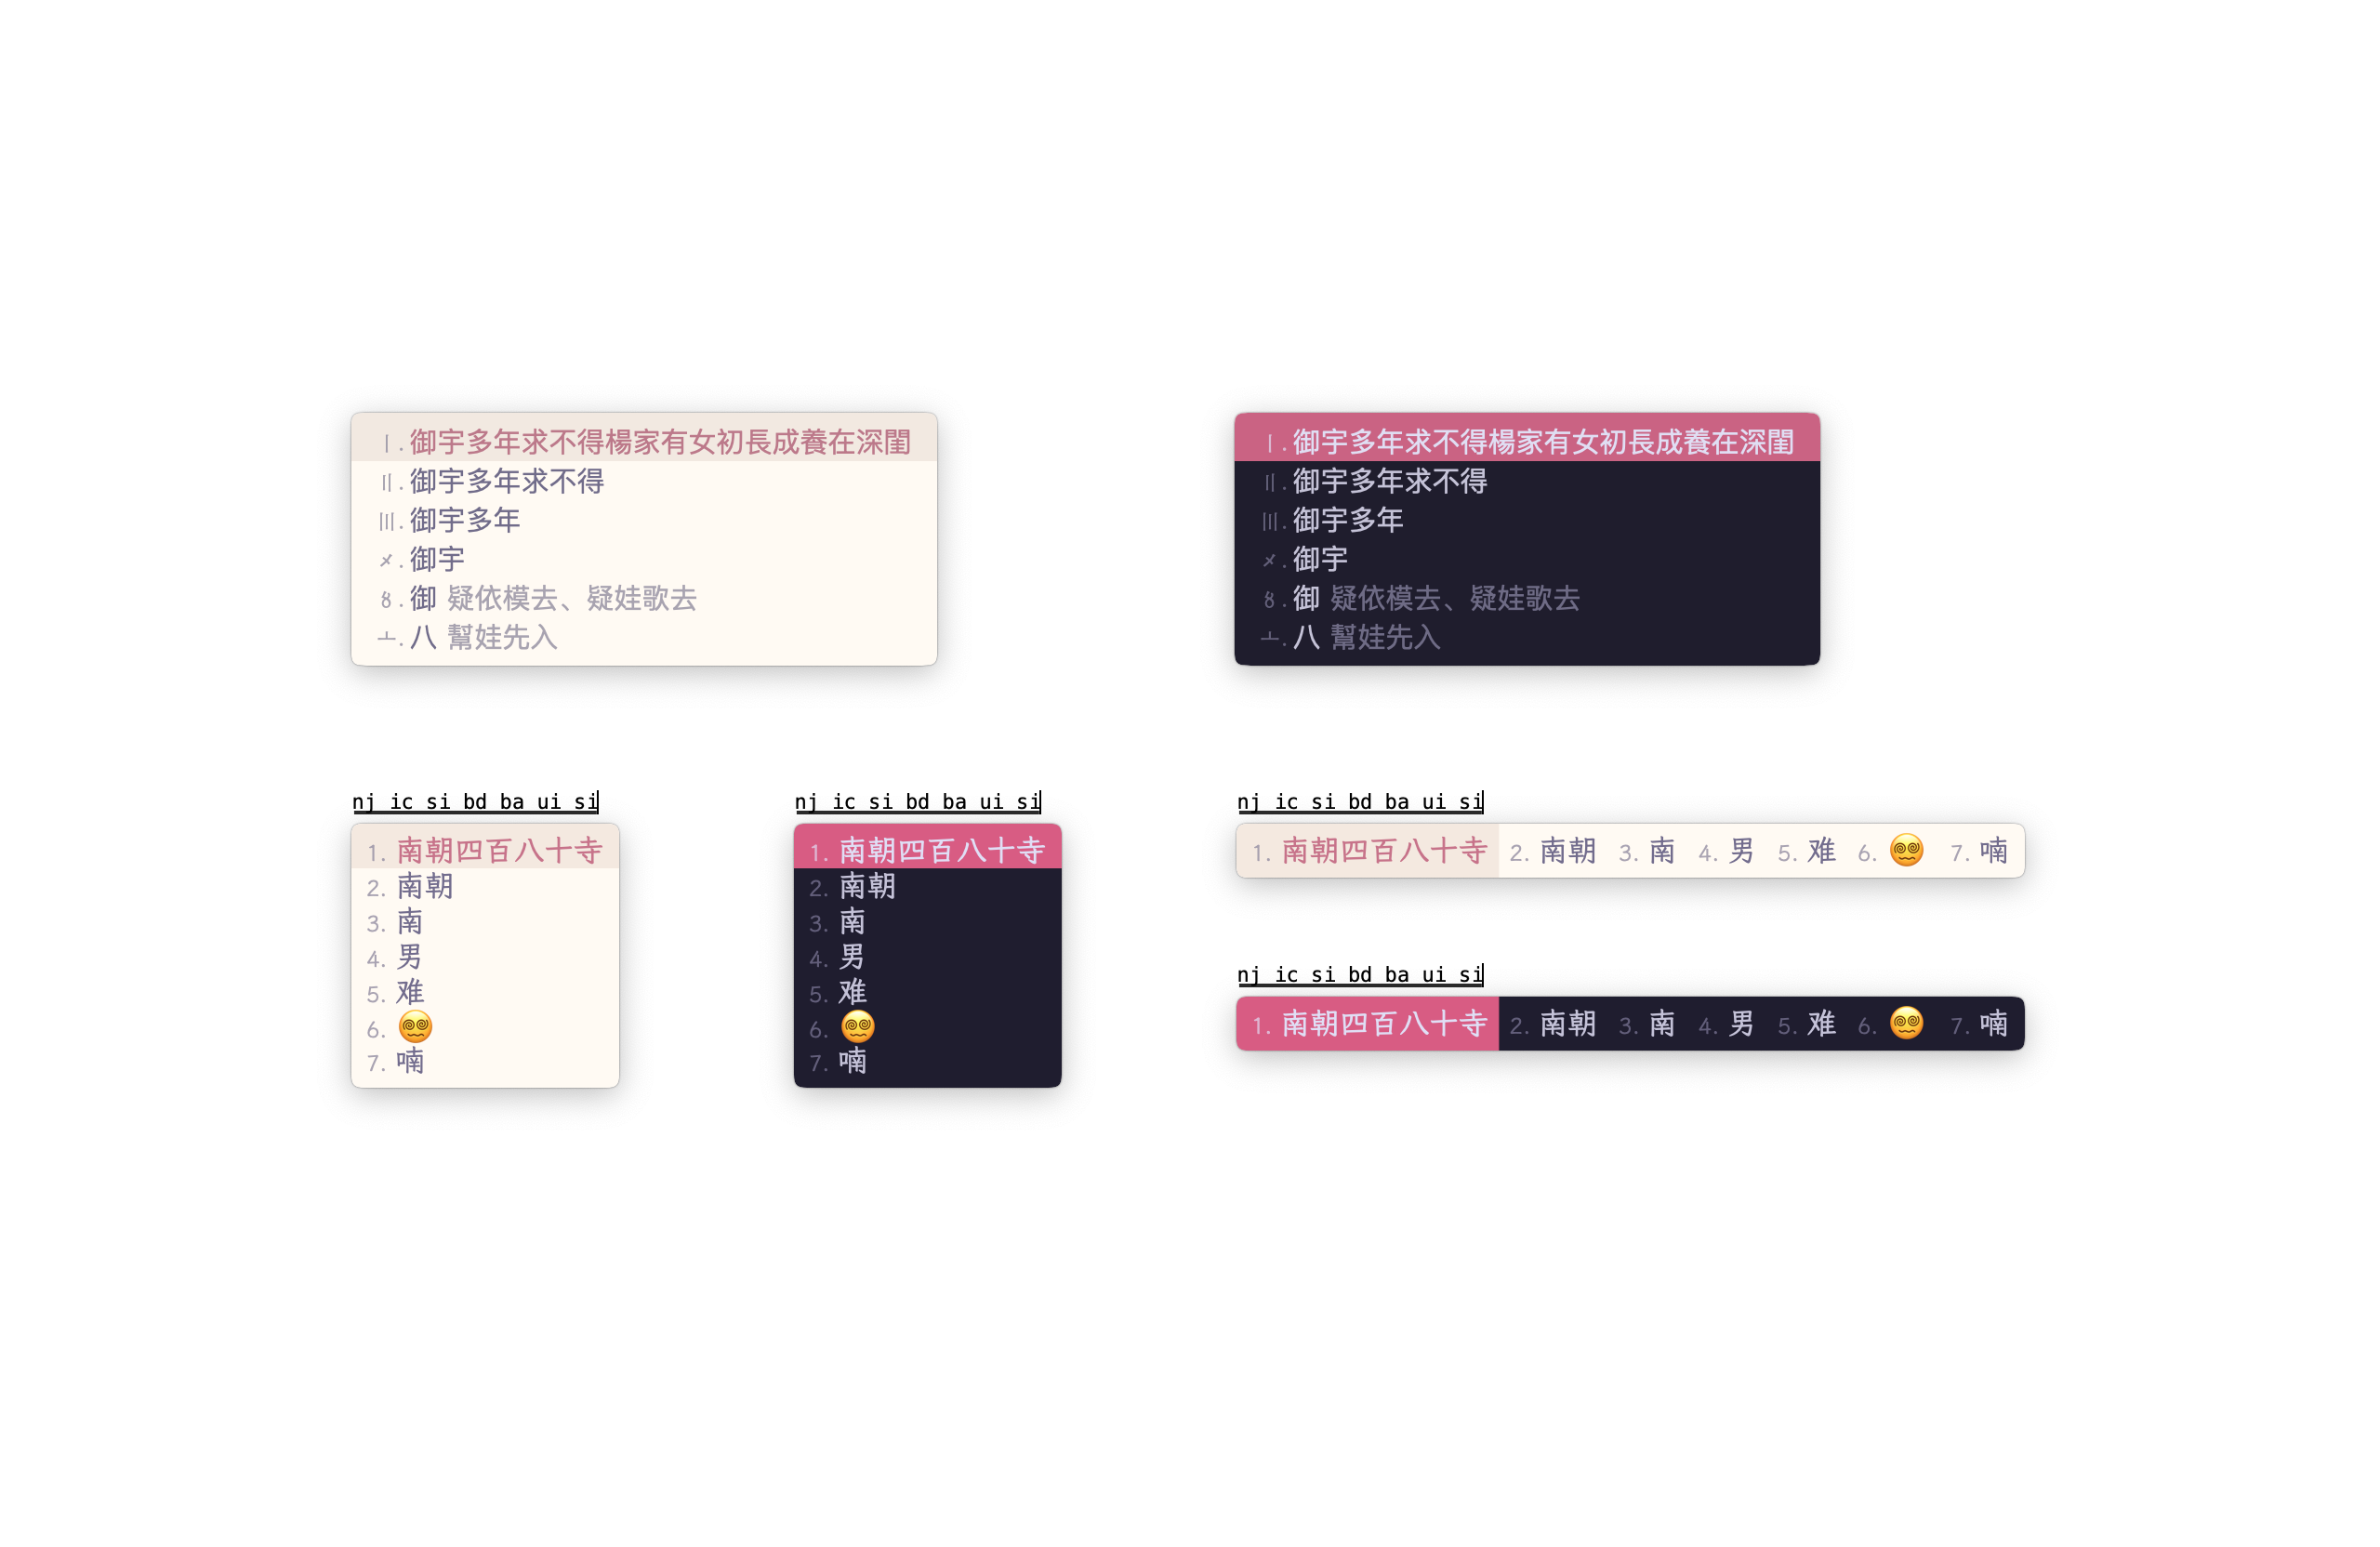 〡. 御宇多年求不得楊家有女初長成養在深閨
〢. 御宇多年求不得
〣. 御宇多年
〤. 御宇
〥. 御 疑依模去、疑娃歌去
〦. 八 幫娃先入
〡. 御宇多年求不得楊家有女初長成養在深閨
〢. 御宇多年求不得
〣. 御宇多年
〤. 御宇
〥. 御 疑依模去、疑娃歌去
〦. 八 幫娃先入
nj ic si bd ba ui si
1. 南朝四百八十寺
2. 南朝
3. 南
4. 男
5. 难
6. 😵‍💫
7. 喃
nj ic si bd ba ui si
1. 南朝四百八十寺
2. 南朝
3. 南
4. 男
5. 难
6. 😵‍💫
7. 喃
nj ic si bd ba ui si
1. 南朝四百八十寺 2. 南朝 3. 南 4. 男 5. 难 6. 😵‍💫 7. 喃
nj ic si bd ba ui si
1. 南朝四百八十寺 2. 南朝 3. 南 4. 男 5. 难 6. 😵‍💫 7. 喃